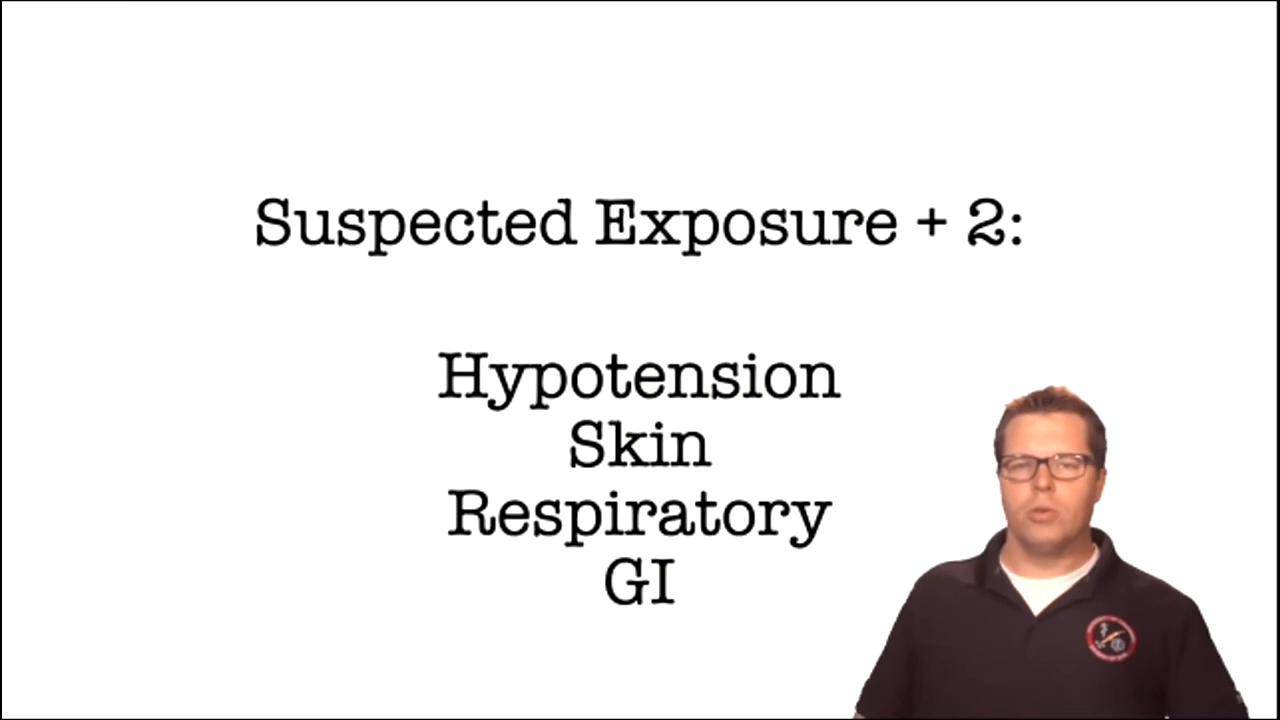 Suspected Exposure + 2:
Hypotension
Skin
Respiratory
GI